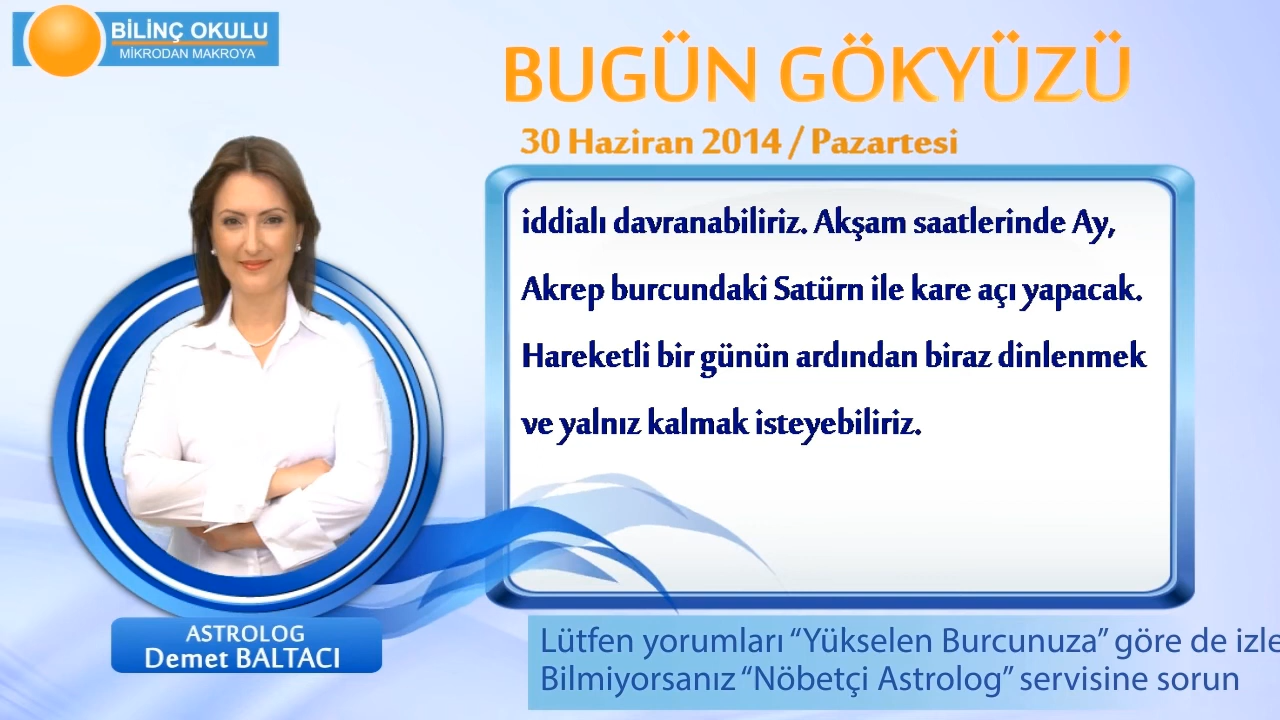 BİLİNÇ OKULU
MİKRODAN MAKROYA
BUGÜN GÖKYÜZÜ
30 Haziran 2014 / Pazartesi
iddialı davranabiliriz. Akşam saatlerinde Ay,
Akrep burcundaki Satürn ile kare açı yapacak.
Hareketli bir günün ardından biraz dinlenmek
ve yalnız kalmak isteyebiliriz.
ASTROLOG
Demet BALTACI
Lütfen yorumları “Yükselen Burcunuza” göre de izle
Bilmiyorsanız “Nöbetçi Astrolog” servisine sorun